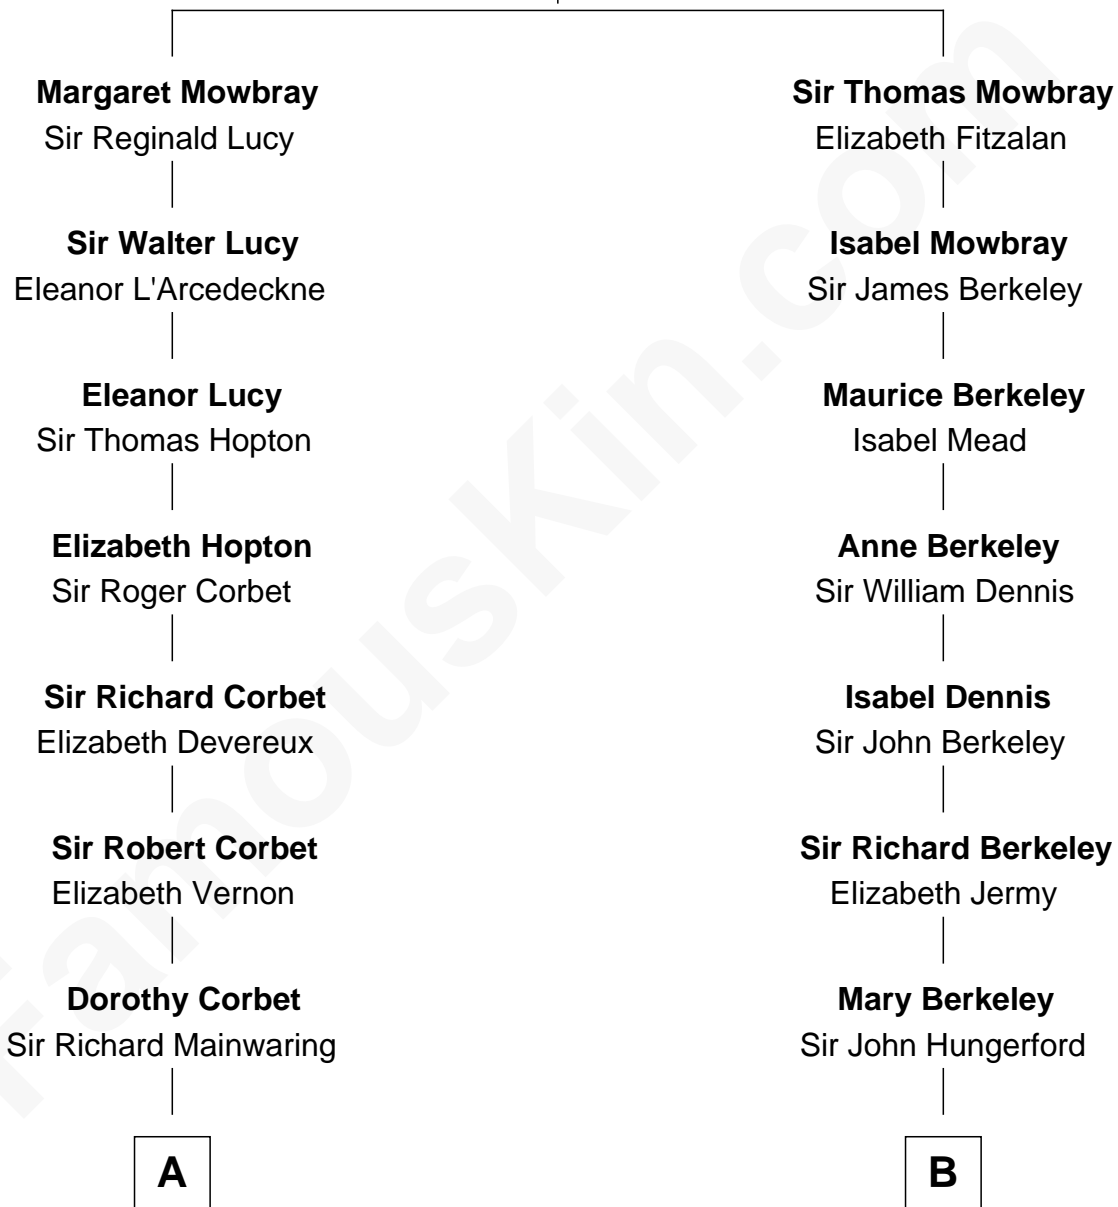 Margaret Mowbray
Sir Reginald Lucy
Sir Walter Lucy
Eleanor L'Arcedeckne
Eleanor Lucy
Sir Thomas Hopton
Elizabeth Hopton
Sir Roger Corbet
Sir Richard Corbet
Elizabeth Devereux
Sir Robert Corbet
Elizabeth Vernon
Dorothy Corbet
Sir Richard Mainwaring
A
Sir Thomas Mowbray
Elizabeth Fitzalan
Isabel Mowbray
Sir James Berkeley
Maurice Berkeley
Isabel Mead
Anne Berkeley
Sir William Dennis
Isabel Dennis
Sir John Berkeley
Sir Richard Berkeley
Elizabeth Jermy
Mary Berkeley
Sir John Hungerford
B
FamousKin.com